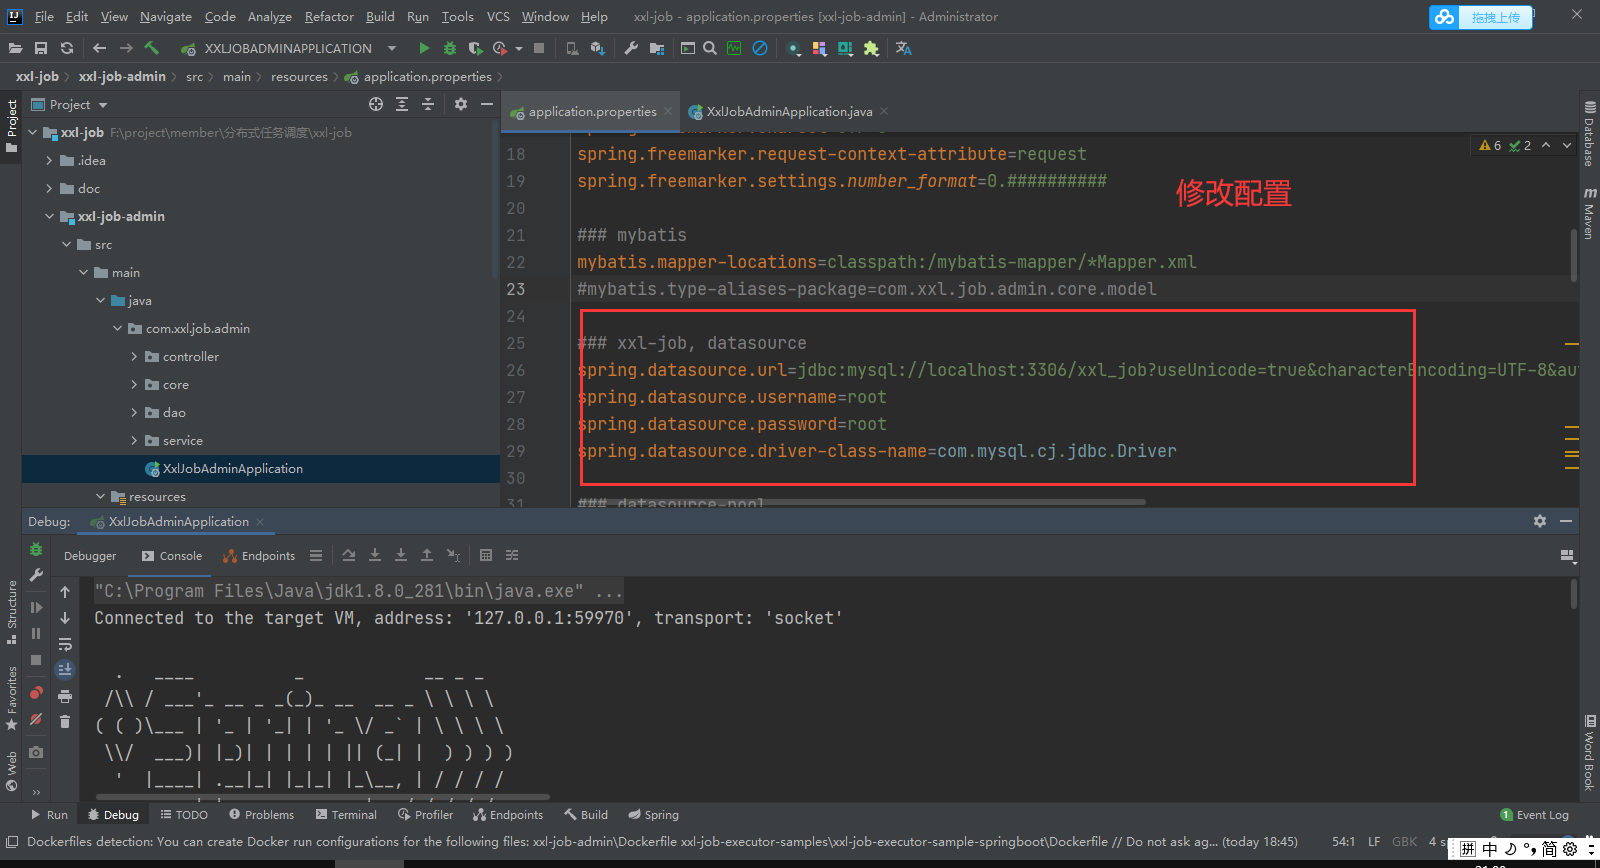 File Edit View Navigate Code Analyze Refactor Build Run Tools VCS Window Help xxl-job - application.properties [xxl-job-admin] - Administrator
拖拽上传
XXLJOBADMINAPPLICATION
xxl-job xxl-job-admin src main resources application.properties
Project
application.properties XxlJobAdminApplication.java
xxl-job F:\project\member\分布式任务调度\xxl-job
.idea
doc
xxl-job-admin
src
main
java
com.xxl.job.admin
controller
core
dao
service
XxlJobAdminApplication
resources
18 spring.freemarker.request-context-attribute=request
19 spring.freemarker.settings.number_format=0.##########
20
21 ### mybatis
22 mybatis.mapper-locations=classpath:/mybatis-mapper/*Mapper.xml
23 #mybatis.type-aliases-package=com.xxl.job.admin.core.model
24
25 ### xxl-job, datasource
26 spring.datasource.url=jdbc:mysql://localhost:3306/xxl_job?useUnicode=true&characterEncoding=UTF-8&au
27 spring.datasource.username=root
28 spring.datasource.password=root
29 spring.datasource.driver-class-name=com.mysql.cj.jdbc.Driver
30
31 ### datasource-pool
修改配置
6 2
Project
Structure
Favorites
Web
Database
Maven
Word Book
Debug: XxlJobAdminApplication
Debugger Console Endpoints
"C:\Program Files\Java\jdk1.8.0_281\bin\java.exe" ...
Connected to the target VM, address: '127.0.0.1:59970', transport: 'socket'
Run Debug TODO Problems Terminal Profiler Endpoints Build Spring 1 Event Log
Dockerfiles detection: You can create Docker run configurations for the following files: xxl-job-admin\Dockerfile xxl-job-executor-samples\xxl-job-executor-sample-springboot\Dockerfile // Do not ask ag... (today 18:45) 54:1 LF GBK 4
拼 中 简